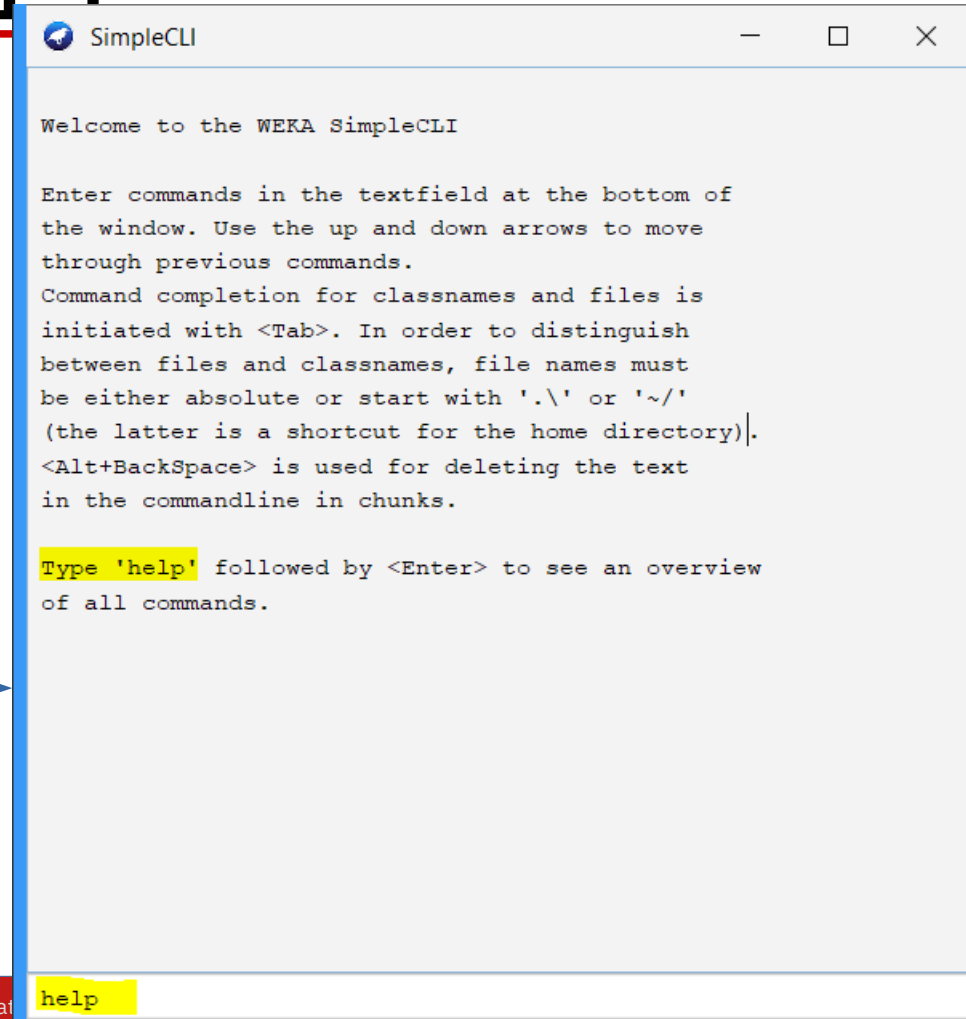 SimpleCLI
Welcome to the WEKA SimpleCLI
Enter commands in the textfield at the bottom of
the window. Use the up and down arrows to move
through previous commands.
Command completion for classnames and files is
initiated with <Tab>. In order to distinguish
between files and classnames, file names must
be either absolute or start with '.\' or '~/'
(the latter is a shortcut for the home directory).
<Alt+BackSpace> is used for deleting the text
in the commandline in chunks.
Type 'help' followed by <Enter> to see an overview
of all commands.
help